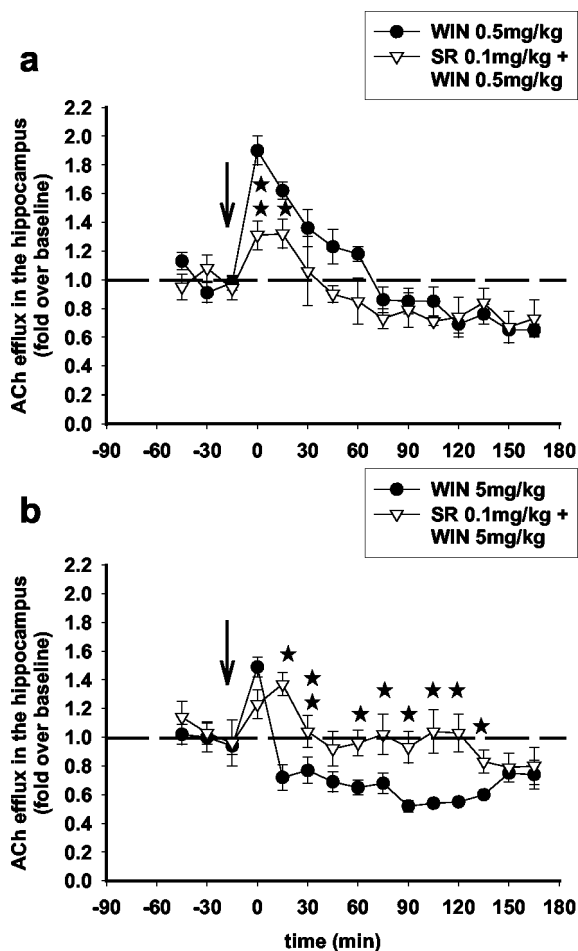 WIN 0.5mg/kg
SR 0.1mg/kg +
WIN 0.5mg/kg
a
ACh efflux in the hippocampus
(fold over baseline)
2.2
2.0
1.8
1.6
1.4
1.2
1.0
0.8
0.6
0.4
0.2
0.0
-90 -60 -30 0 30 60 90 120 150 180
WIN 5mg/kg
SR 0.1mg/kg +
WIN 5mg/kg
b
ACh efflux in the hippocampus
(fold over baseline)
2.2
2.0
1.8
1.6
1.4
1.2
1.0
0.8
0.6
0.4
0.2
0.0
-90 -60 -30 0 30 60 90 120 150 180
time (min)